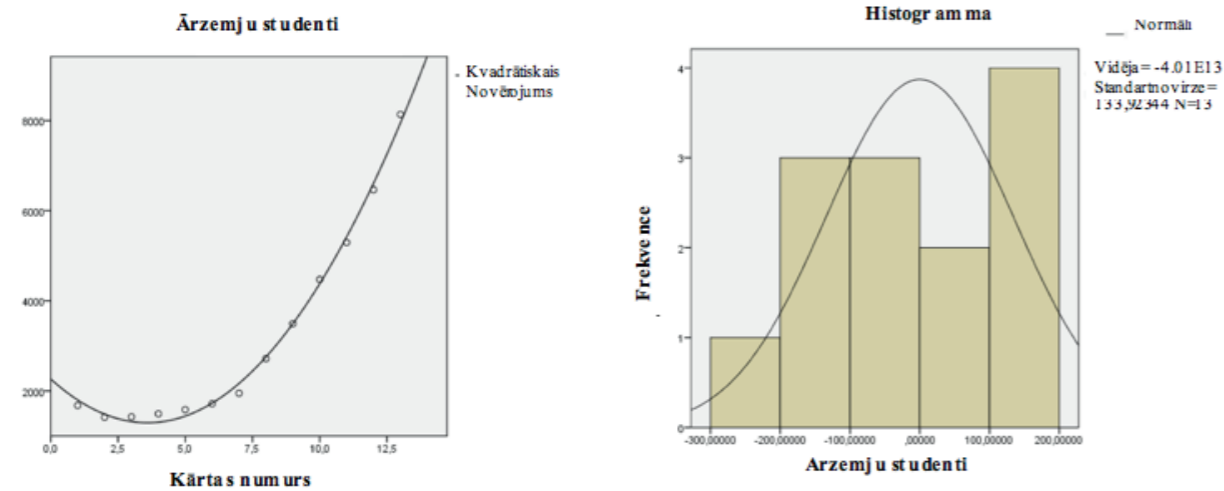 Ārzemju studenti
Kvadrātiskais
Novērojums
8000
6000
4000
2000
0,0 2,5 5,0 7,5 10,0 12,5
Kārtas numurs
Histogramma
Normāli
Vidēja= -4.01E13
Standartnovirze=
133,92344 N=13
Frekvence
4
3
2
1
0
-300,00000 -200,00000 -100,00000 ,00000 100,00000 200,00000
Arzemju studenti